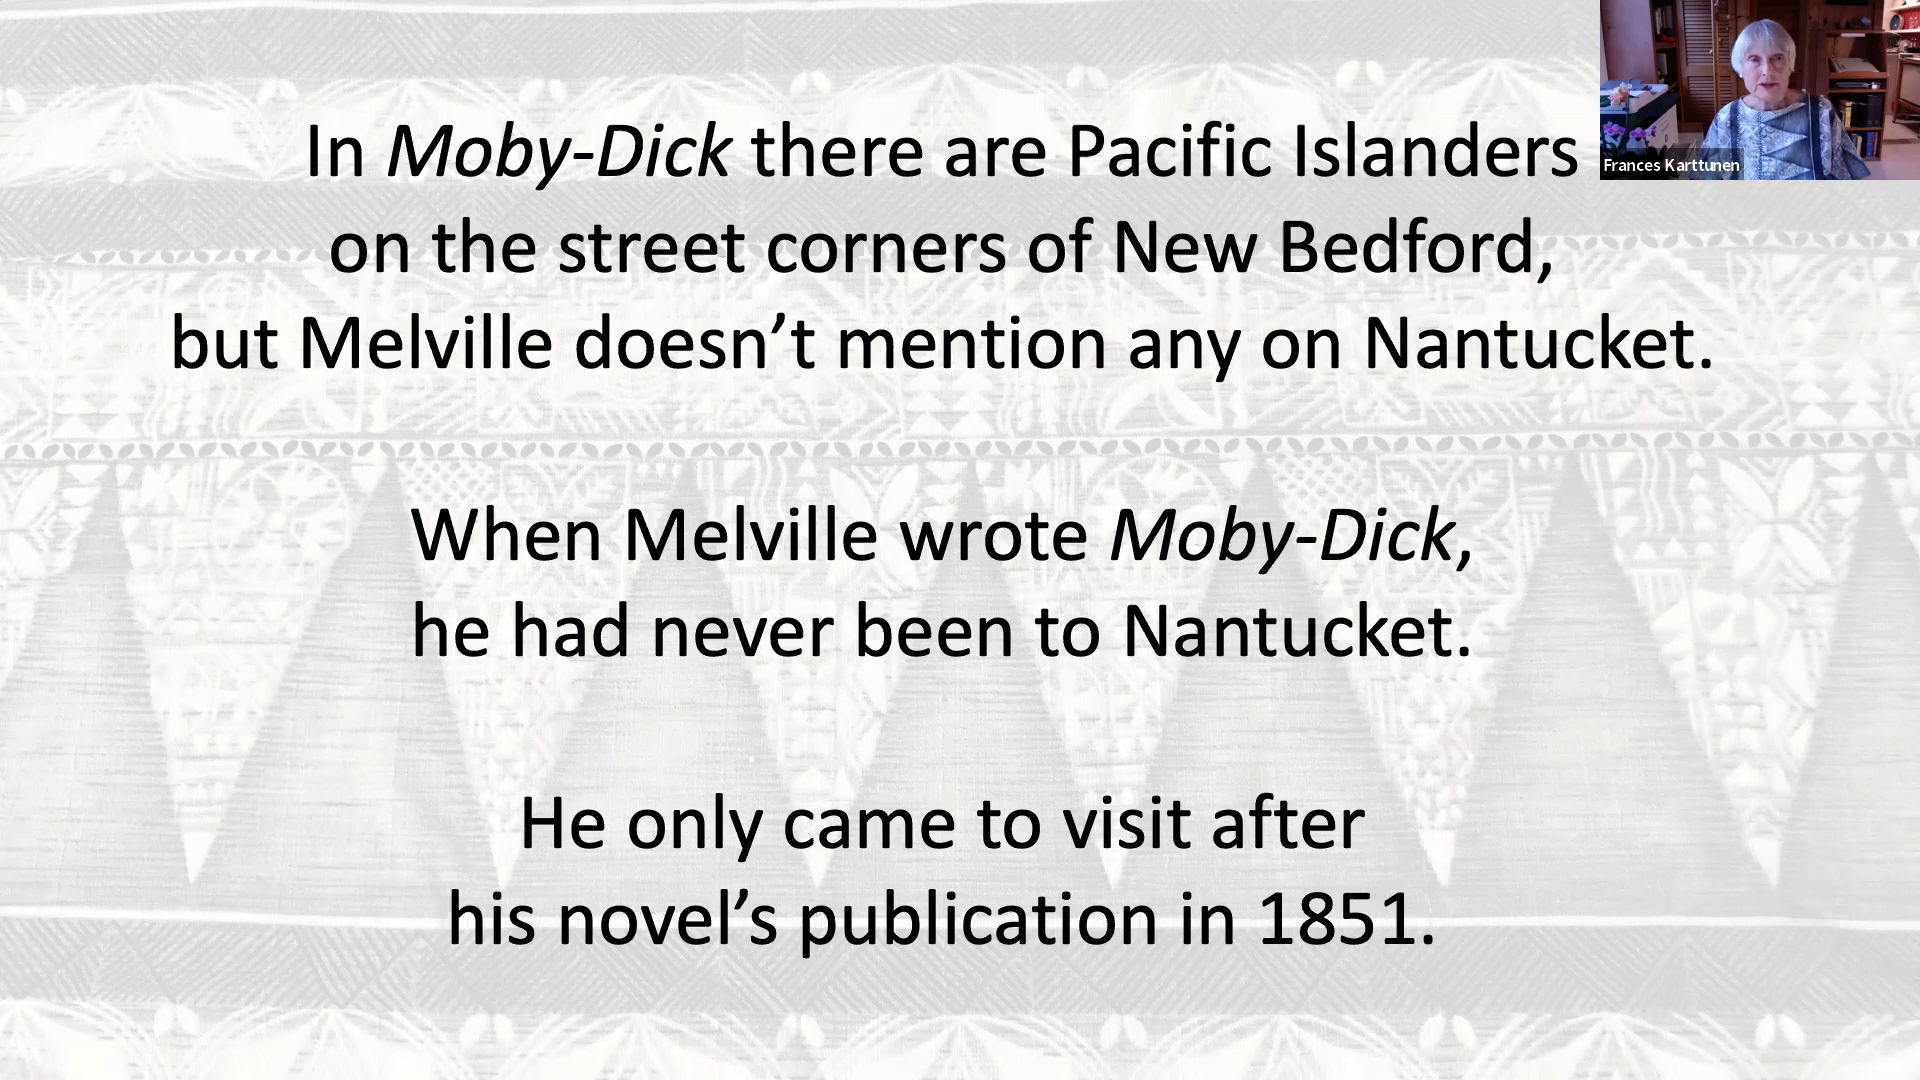 In Moby-Dick there are Pacific Islanders
on the street corners of New Bedford,
but Melville doesn’t mention any on Nantucket.
When Melville wrote Moby-Dick,
he had never been to Nantucket.
He only came to visit after
his novel’s publication in 1851.
Frances Karttunen